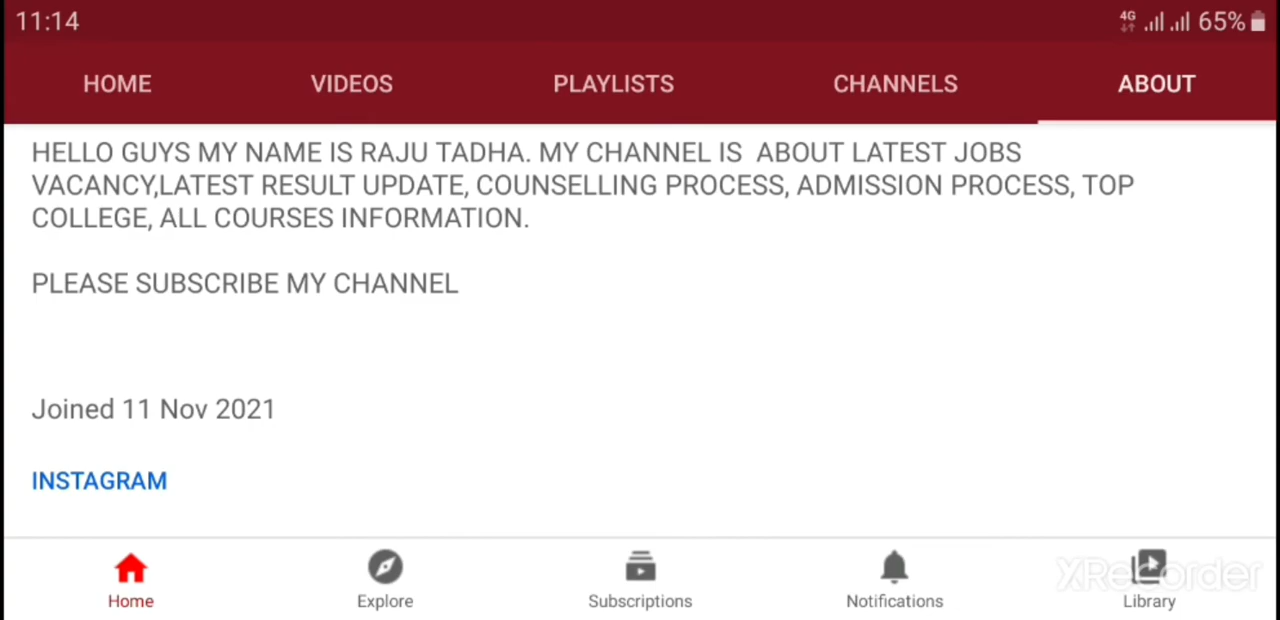 11:14 4G 65%
HOME VIDEOS PLAYLISTS CHANNELS ABOUT
HELLO GUYS MY NAME IS RAJU TADHA. MY CHANNEL IS  ABOUT LATEST JOBS
VACANCY,LATEST RESULT UPDATE, COUNSELLING PROCESS, ADMISSION PROCESS, TOP
COLLEGE, ALL COURSES INFORMATION.
PLEASE SUBSCRIBE MY CHANNEL
Joined 11 Nov 2021
INSTAGRAM
XRecorder
Home Explore Subscriptions Notifications Library